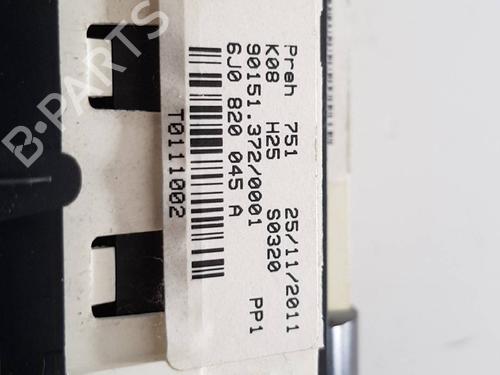 Preh 751 25/11/2011
K08 H25 S0320
90151.372/0001 PP1
6J0 820 045 A
T0111002
B-PARTS